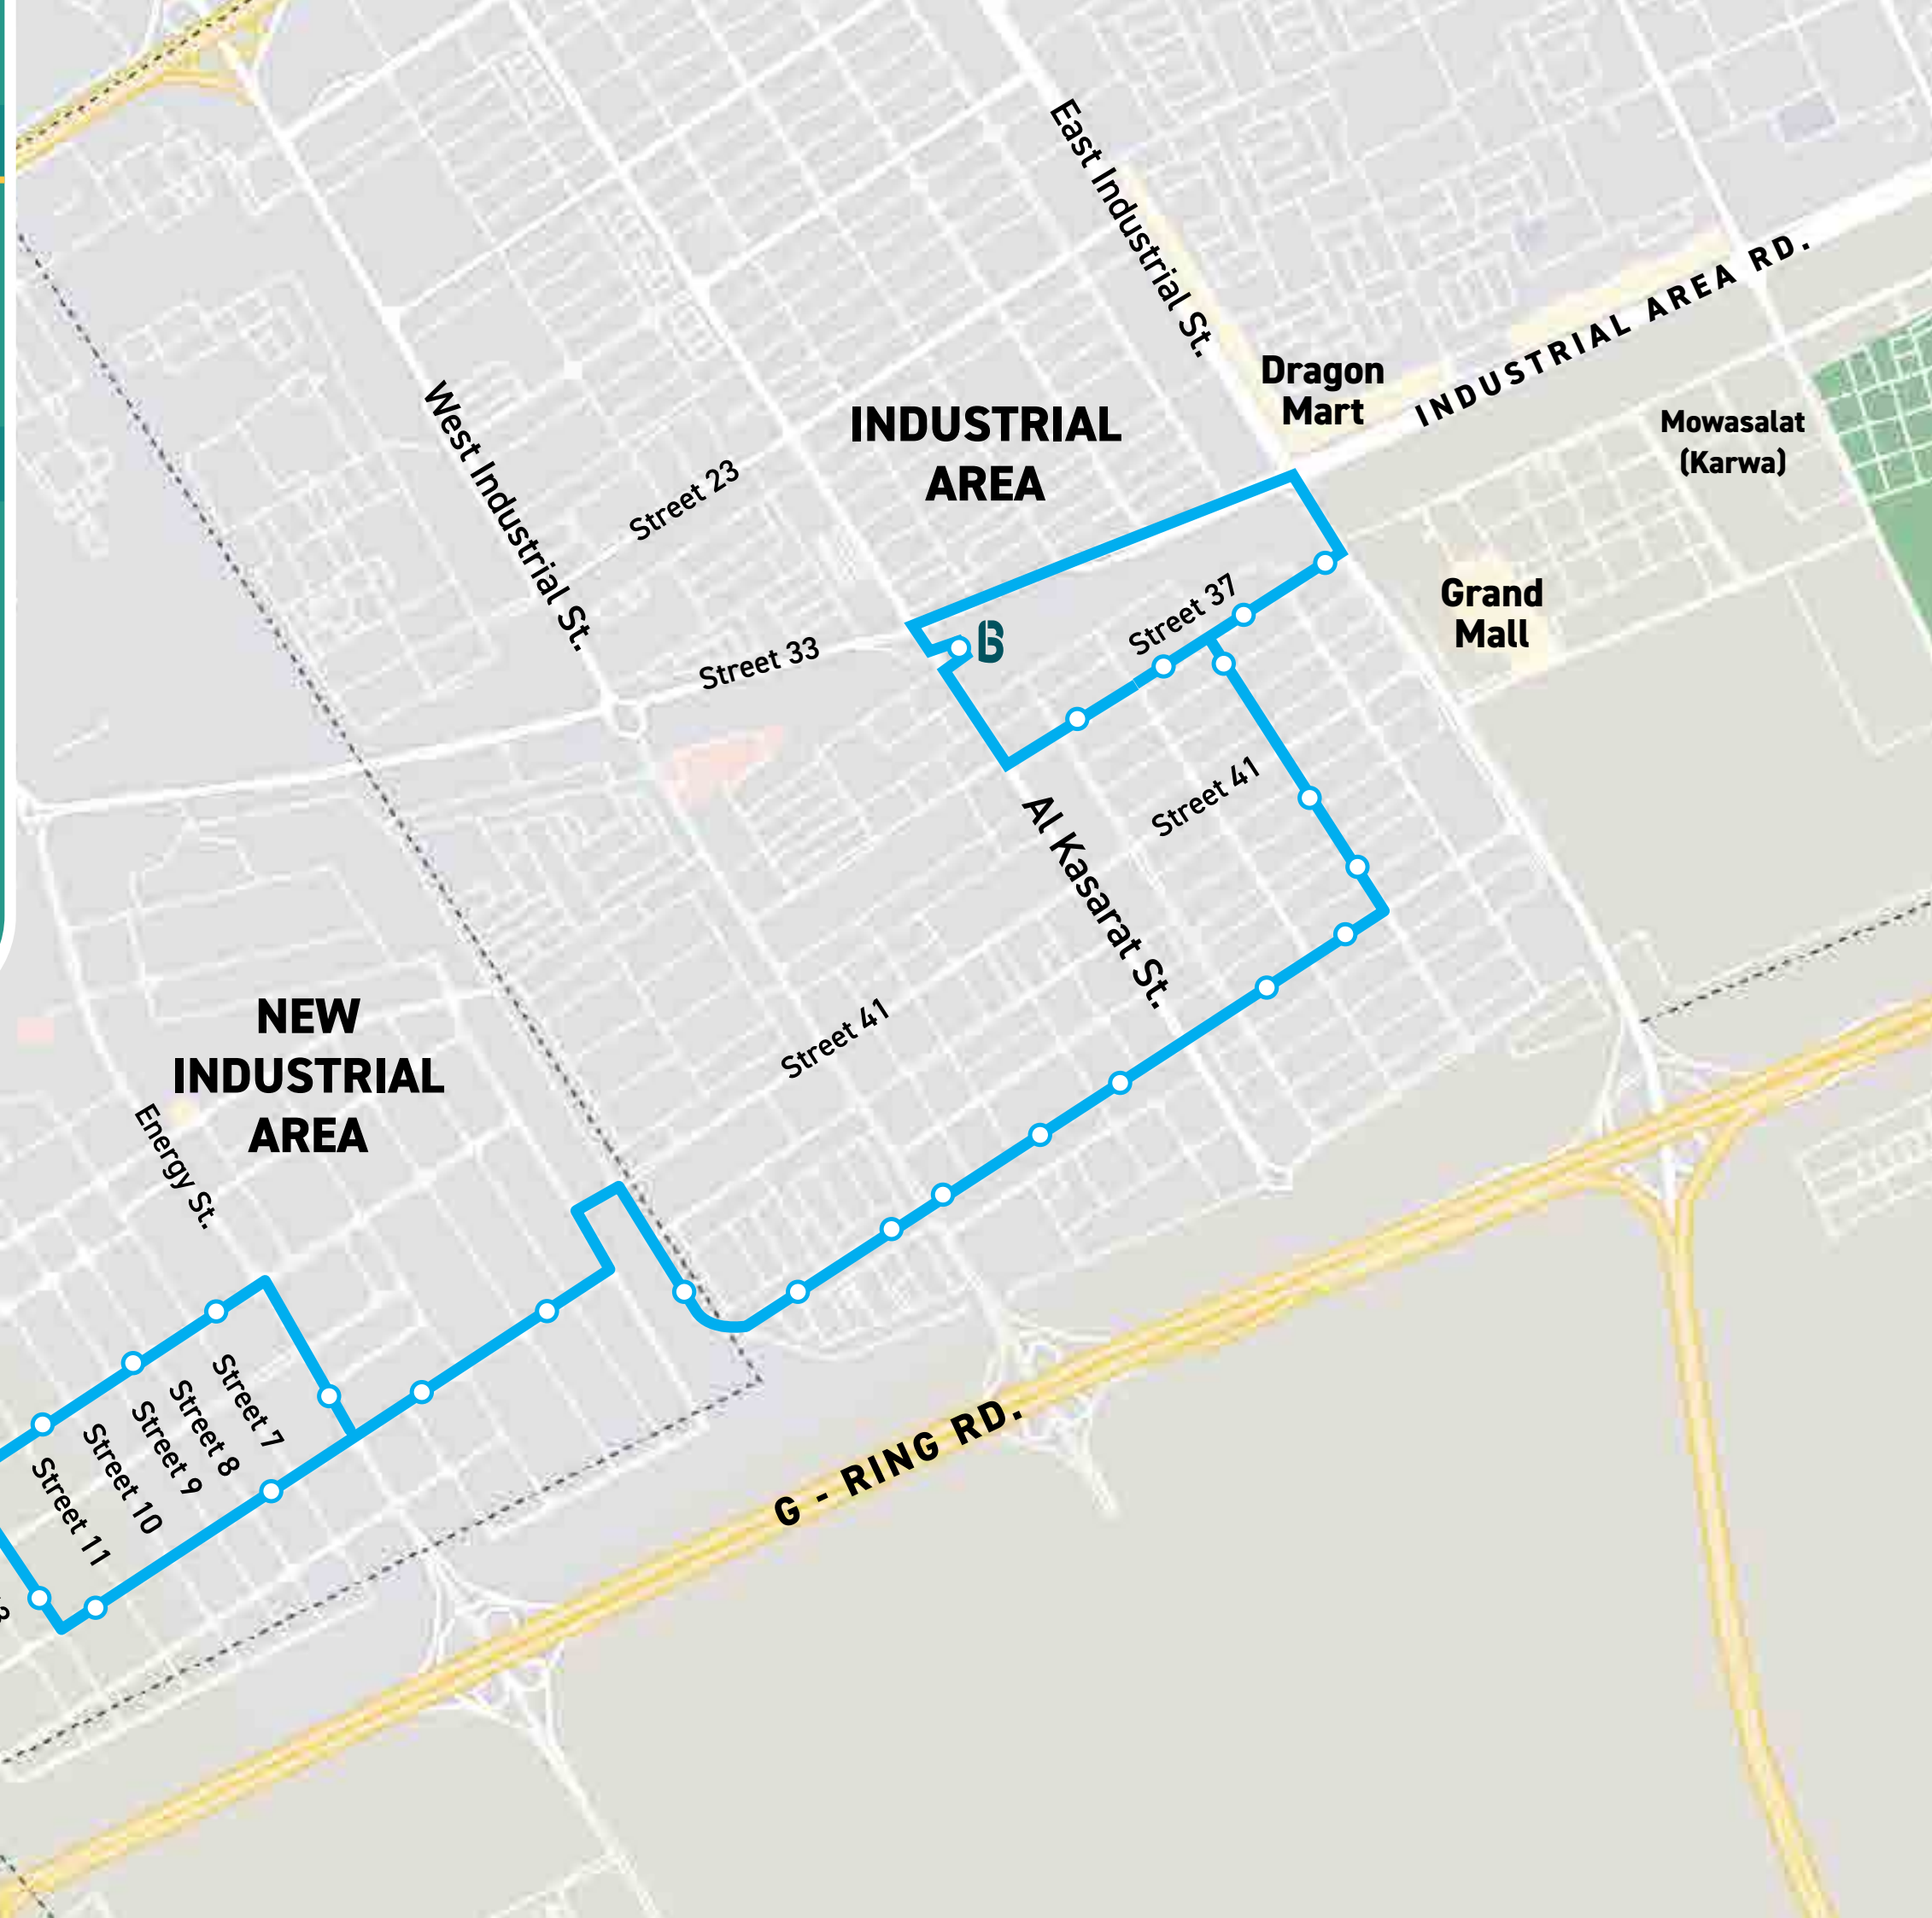 East Industrial St.
INDUSTRIAL AREA RD.
Dragon
Mart
Mowasalat
(Karwa)
West Industrial St.
INDUSTRIAL
AREA
Street 23
Grand
Mall
Street 37
B
Street 33
Street 41
Al Kasarat St.
NEW
INDUSTRIAL
AREA
Street 41
Energy St.
Street 7
Street 8
Street 9
Street 10
Street 11
G - RING RD.